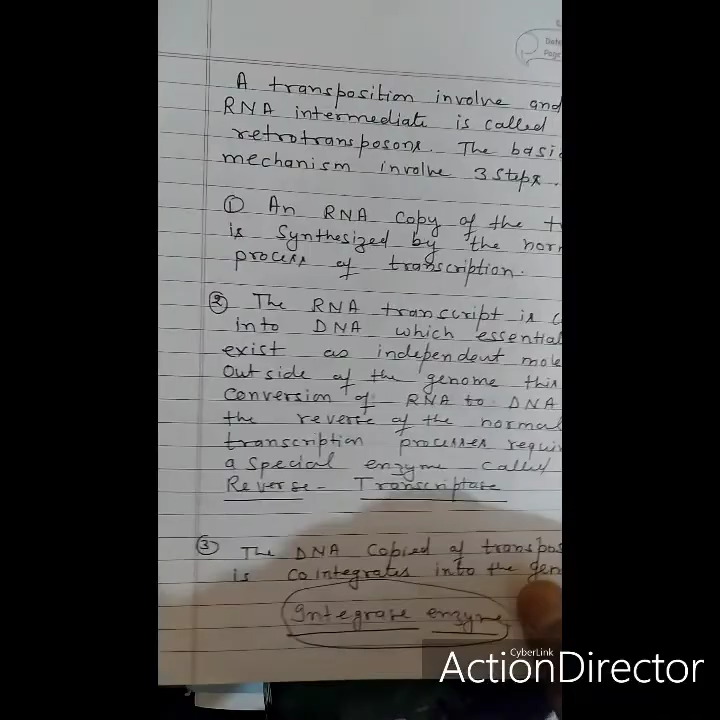 Date
Page
A transposition involve and
RNA intermediate is called
retrotransposons. The basi
mechanism involve 3 steps.
① An RNA copy of the t
is synthesized by the nor
process of transcription.
② The RNA transcript is c
into DNA which essential
exist as independent mole
outside of the genome this
conversion of RNA to DNA
the reverse of the normal
transcription processes requi
a special enzyme called
Reverse - Transcriptase
③ The DNA Copied of transpos
is cointegrates into the gen
Integrase enzyme
CyberLink
ActionDirector